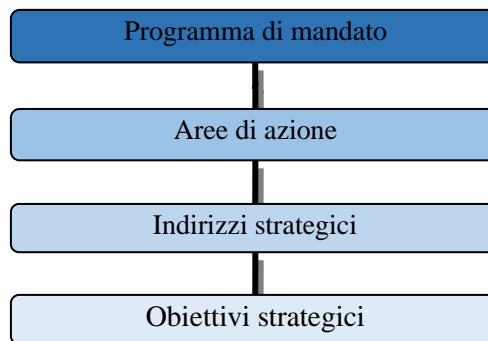 Programma di mandato
Aree di azione
Indirizzi strategici
Obiettivi strategici